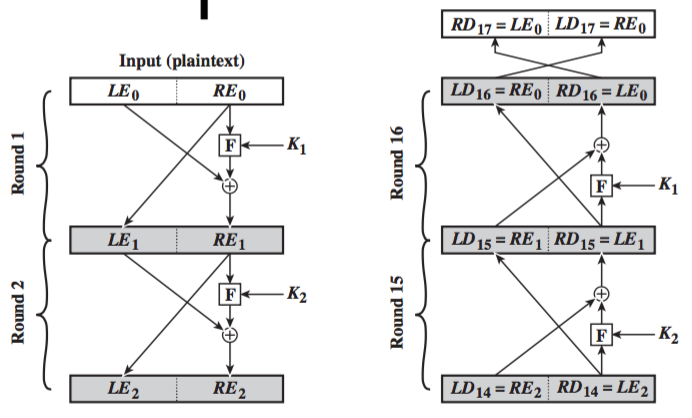 Input (plaintext)
LE0 RE0
F K1
Round 1
LE1 RE1
F K2
Round 2
LE2 RE2
RD17 = LE0 LD17 = RE0
LD16 = RE0 RD16 = LE0
Round 16
F K1
LD15 = RE1 RD15 = LE1
Round 15
F K2
LD14 = RE2 RD14 = LE2